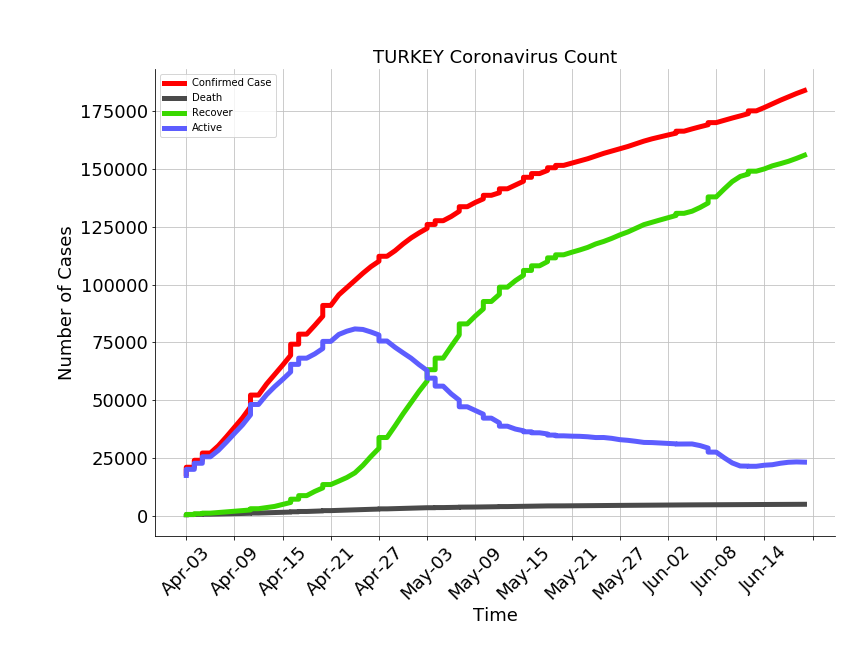 TURKEY Coronavirus Count
Confirmed Case
Death
Recover
Active
Number of Cases
175000
150000
125000
100000
75000
50000
25000
0
Apr-03
Apr-09
Apr-15
Apr-21
Apr-27
May-03
May-09
May-15
May-21
May-27
Jun-02
Jun-08
Jun-14
Time